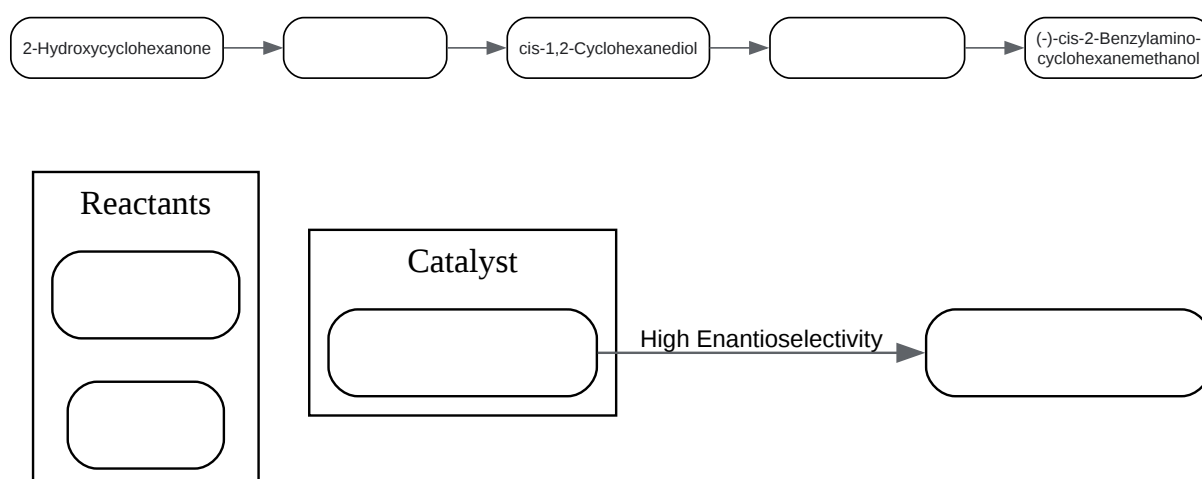 2-Hydroxycyclohexanone
cis-1,2-Cyclohexanediol
(-)-cis-2-Benzylamino-
cyclohexanemethanol
Reactants
Catalyst
High Enantioselectivity